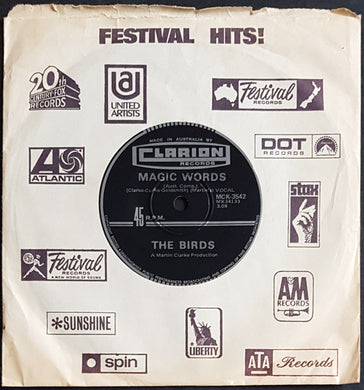 FESTIVAL HITS!
20th
CENTURY FOX
RECORDS
UA
UNITED
ARTISTS
Festival
RECORDS
ATLANTIC
DOT
RECORDS
stax
MADE IN AUSTRALIA BY
CLARION
RECORDS
MAGIC WORDS
(Aust. Comp.)
VOCAL
MCK-3542
3.08
45 R.P.M.
THE BIRDS
A Martin Clarke Production
Festival
RECORDS
A NEW WORLD OF SOUND
A&M
RECORDS
*SUNSHINE
LIBERTY
spin
ATA Records